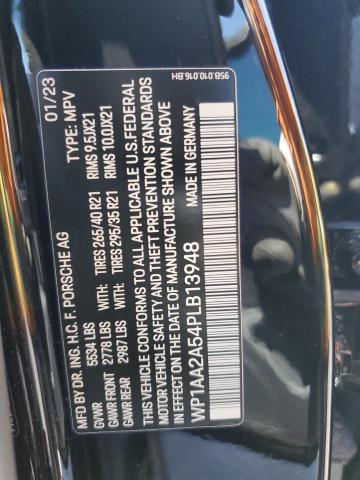 95B.010.016.BH
MFD BY DR. ING. H.C. F. PORSCHE AG 01/23
5534 LBS TYPE: MPV
GVWR
GAWR FRONT 2778 LBS WITH: TIRES 265/40 R21 RIMS 9.5JX21
GAWR REAR 2987 LBS WITH: TIRES 295/35 R21 RIMS 10.0JX21
THIS VEHICLE CONFORMS TO ALL APPLICABLE U.S. FEDERAL
MOTOR VEHICLE SAFETY AND THEFT PREVENTION STANDARDS
IN EFFECT ON THE DATE OF MANUFACTURE SHOWN ABOVE.
WP1AA2A54PLB13948 MADE IN GERMANY